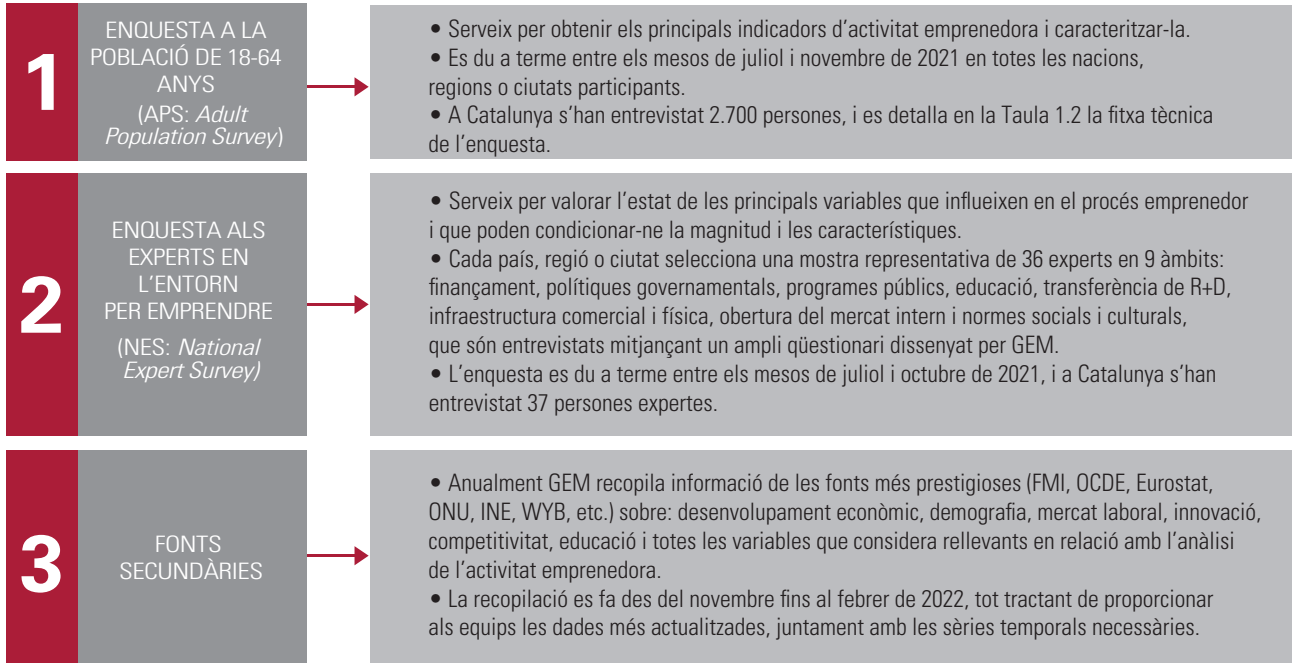 1
ENQUESTA A LA
POBLACIÓ DE 18-64
ANYS
(APS: Adult
Population Survey)
• Serveix per obtenir els principals indicadors d’activitat emprenedora i caracteritzar-la.
• Es du a terme entre els mesos de juliol i novembre de 2021 en totes les nacions,
regions o ciutats participants.
• A Catalunya s’han entrevistat 2.700 persones, i es detalla en la Taula 1.2 la fitxa tècnica
de l’enquesta.
2
ENQUESTA ALS
EXPERTS EN
L’ENTORN
PER EMPRENDRE
(NES: National
Expert Survey)
• Serveix per valorar l’estat de les principals variables que influeixen en el procés emprenedor
i que poden condicionar-ne la magnitud i les característiques.
• Cada país, regió o ciutat selecciona una mostra representativa de 36 experts en 9 àmbits:
finançament, polítiques governamentals, programes públics, educació, transferència de R+D,
infraestructura comercial i física, obertura del mercat intern i normes socials i culturals,
que són entrevistats mitjançant un ampli qüestionari dissenyat per GEM.
• L’enquesta es du a terme entre els mesos de juliol i octubre de 2021, i a Catalunya s’han
entrevistat 37 persones expertes.
3
FONTS
SECUNDÀRIES
• Anualment GEM recopila informació de les fonts més prestigioses (FMI, OCDE, Eurostat,
ONU, INE, WYB, etc.) sobre: desenvolupament econòmic, demografia, mercat laboral, innovació,
competitivitat, educació i totes les variables que considera rellevants en relació amb l’anàlisi
de l’activitat emprenedora.
• La recopilació es fa des del novembre fins al febrer de 2022, tot tractant de proporcionar
als equips les dades més actualitzades, juntament amb les sèries temporals necessàries.